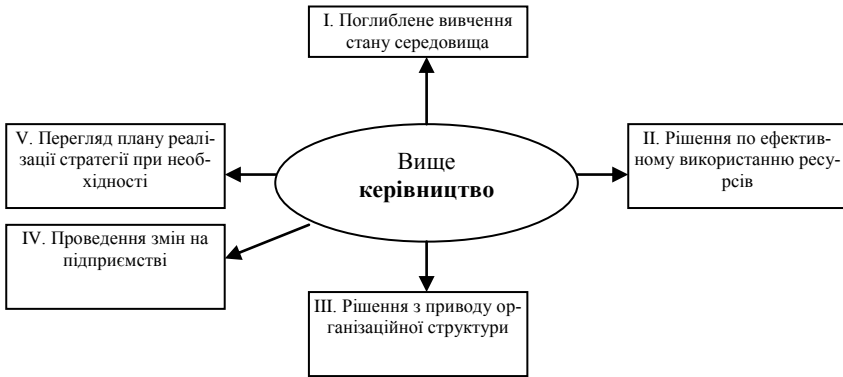 I. Поглиблене вивчення
стану середовища
V. Перегляд плану реалі-
зації стратегії при необ-
хідності
Вище
керівництво
II. Рішення по ефектив-
ному використанню ресу-
рсів
IV. Проведення змін на
підприємстві
III. Рішення з приводу ор-
ганізаційної структури